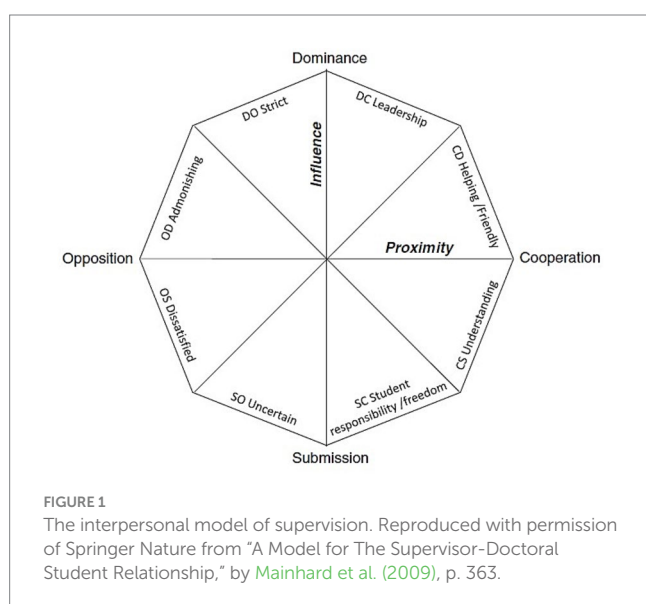 Dominance
DO Strict
DC Leadership
Influence
OD Admonishing
CD Helping /Friendly
Proximity
Opposition
Cooperation
OS Dissatisfied
CS Understanding
SO Uncertain
SC Student
responsibility /freedom
Submission
FIGURE 1
The interpersonal model of supervision. Reproduced with permission
of Springer Nature from “A Model for The Supervisor-Doctoral
Student Relationship,” by Mainhard et al. (2009), p. 363.